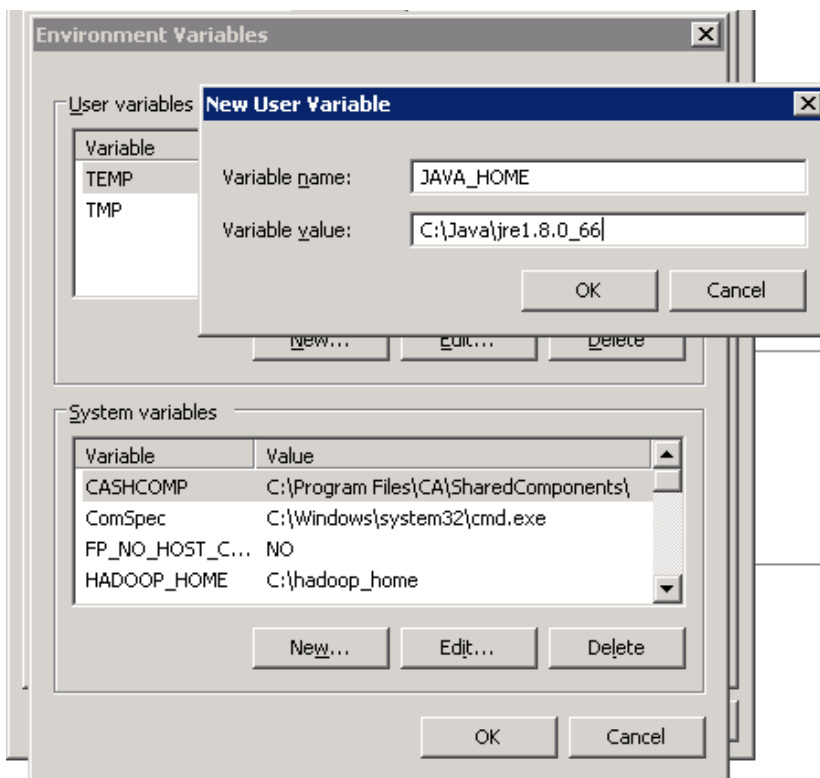 Environment Variables
User variables
New User Variable
Variable
TEMP
TMP
Variable name:
JAVA_HOME
Variable value:
C:\Java\jre1.8.0_66
OK
Cancel
New...
Edit...
Delete
System variables
Variable
Value
CASHCOMP
C:\Program Files\CA\SharedComponents\
ComSpec
C:\Windows\system32\cmd.exe
FP_NO_HOST_C...
NO
HADOOP_HOME
C:\hadoop_home
New...
Edit...
Delete
OK
Cancel